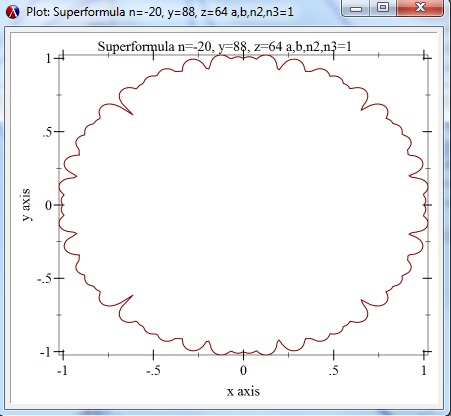 Plot: Superformula n=-20, y=88, z=64 a,b,n2,n3=1
Superformula n=-20, y=88, z=64 a,b,n2,n3=1
1
.5
0
-.5
-1
y axis
-1
-.5
0
.5
1
x axis